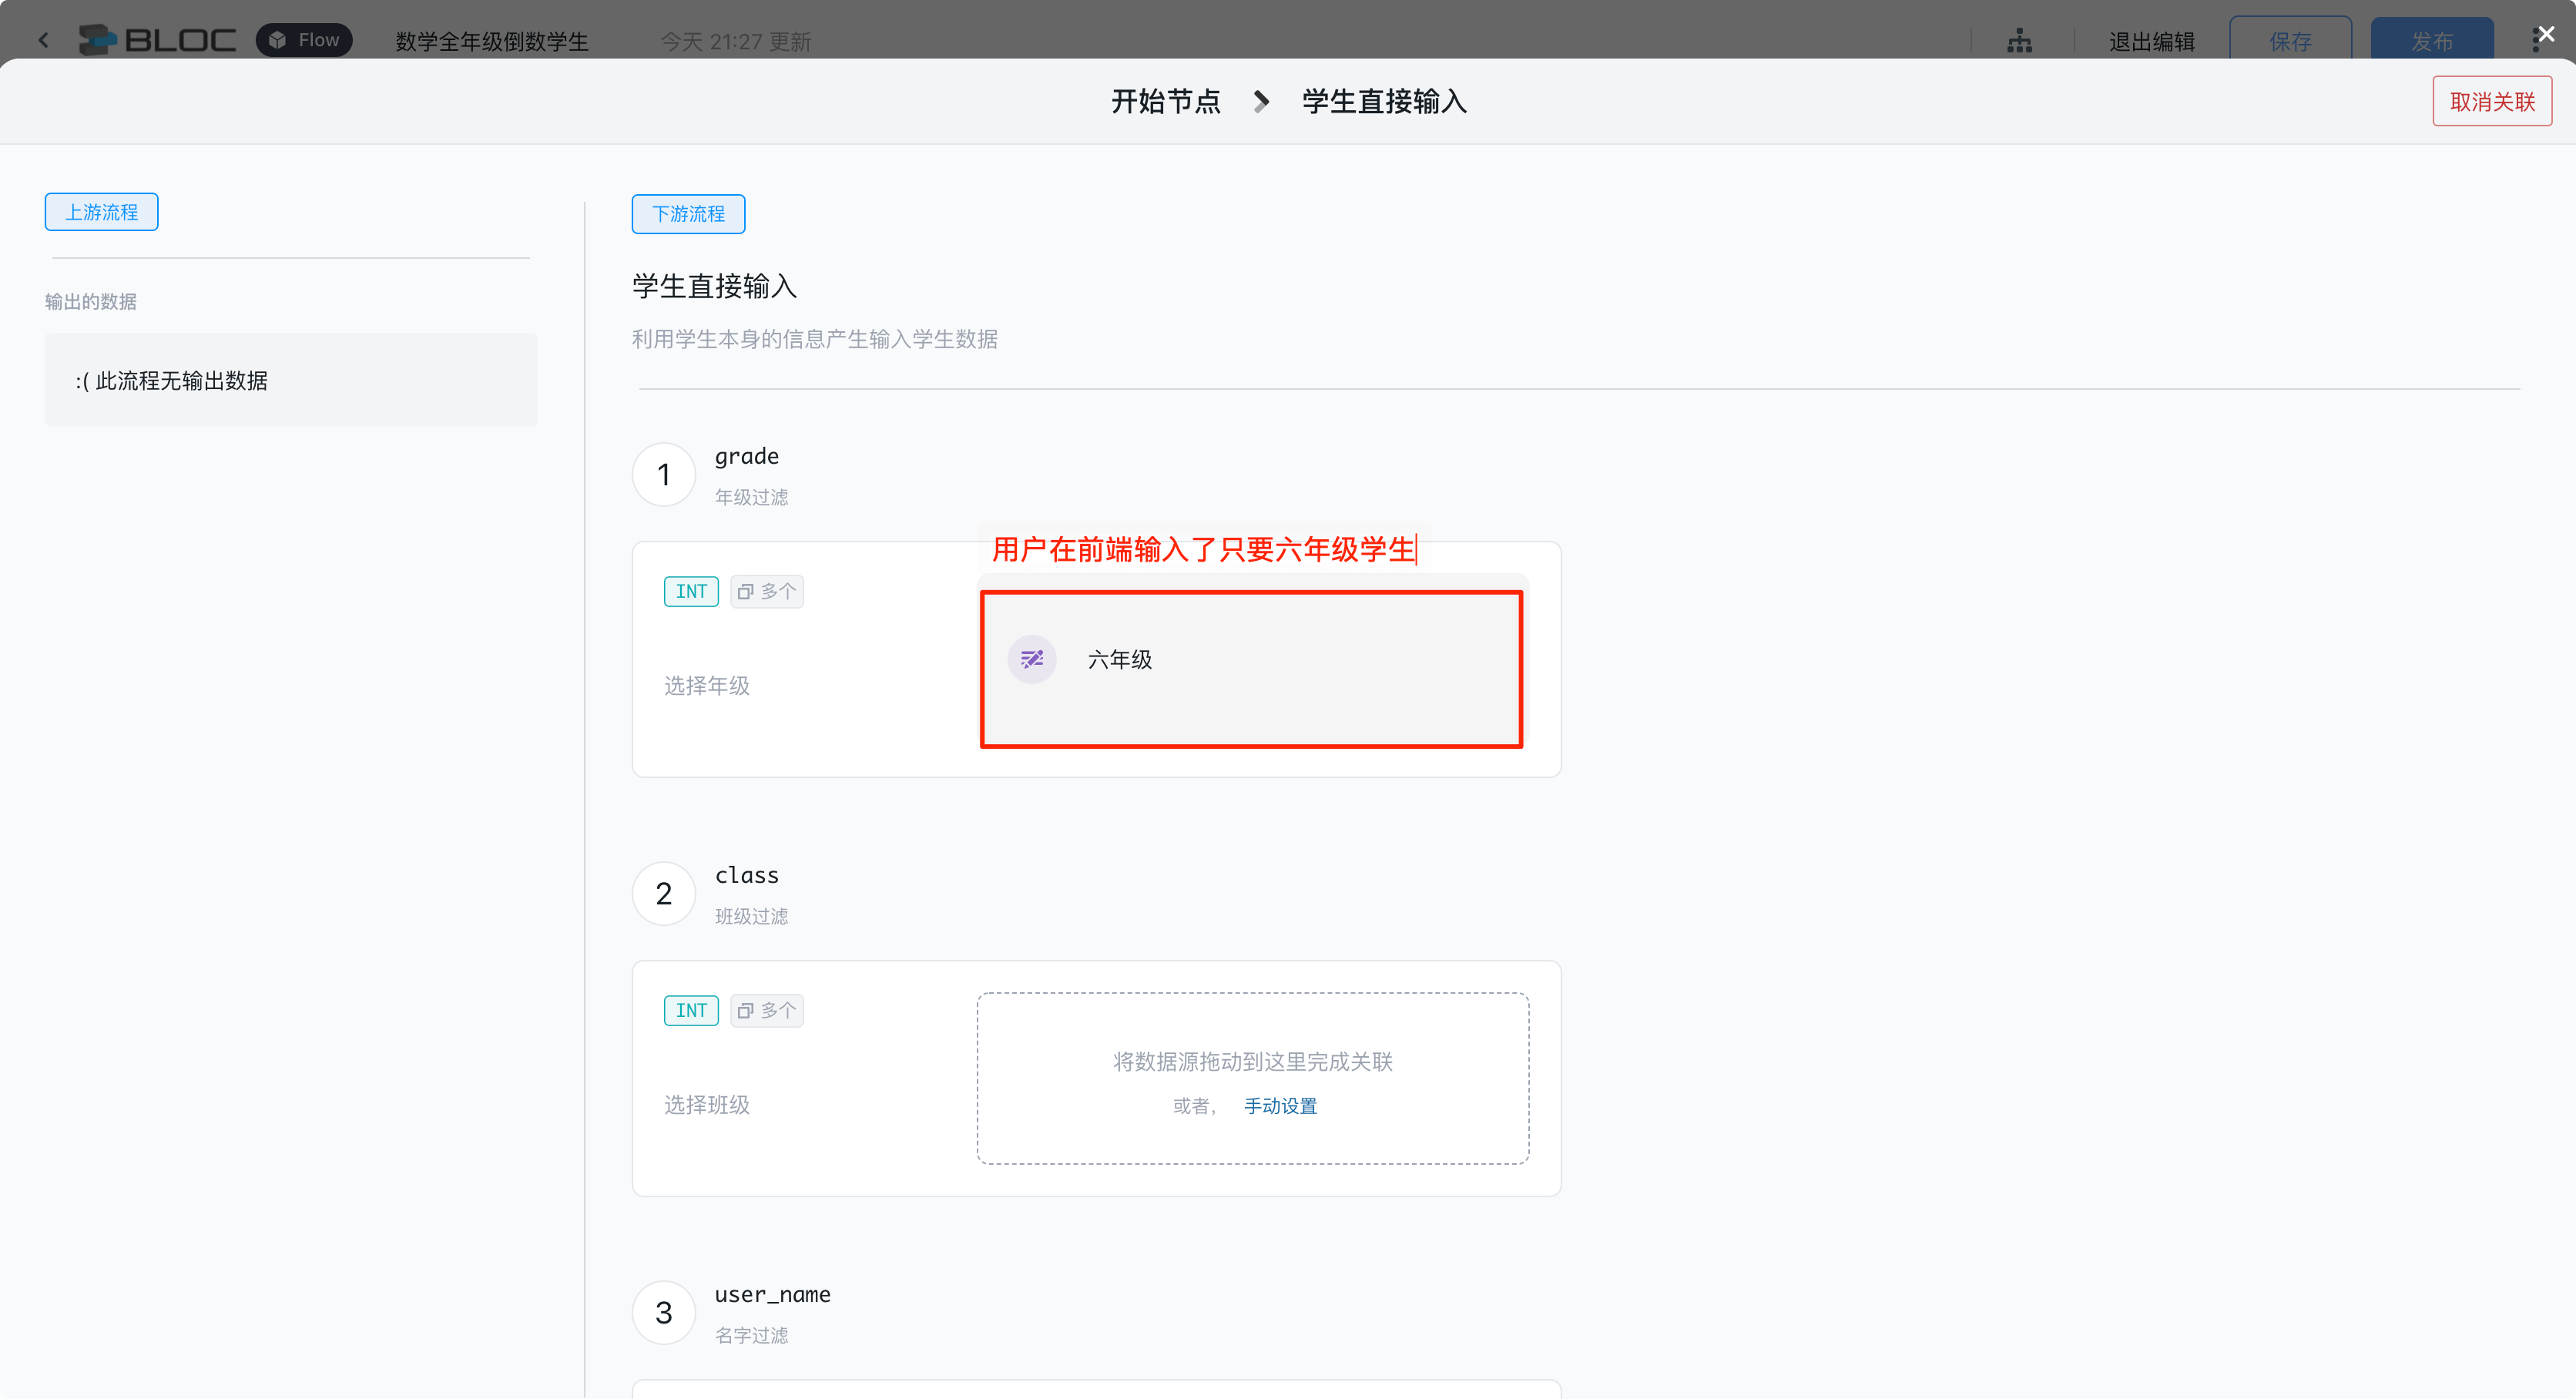 BLOC Flow 数学全年级倒数学生 今天 21:27 更新 退出编辑 保存 发布
开始节点 学生直接输入 取消关联
上游流程
输出的数据
:( 此流程无输出数据
下游流程
学生直接输入
利用学生本身的信息产生输入学生数据
1 grade
年级过滤
用户在前端输入了只要六年级学生
INT 多个
六年级
选择年级
2 class
班级过滤
INT 多个
将数据源拖动到这里完成关联
选择班级
或者， 手动设置
3 user_name
名字过滤